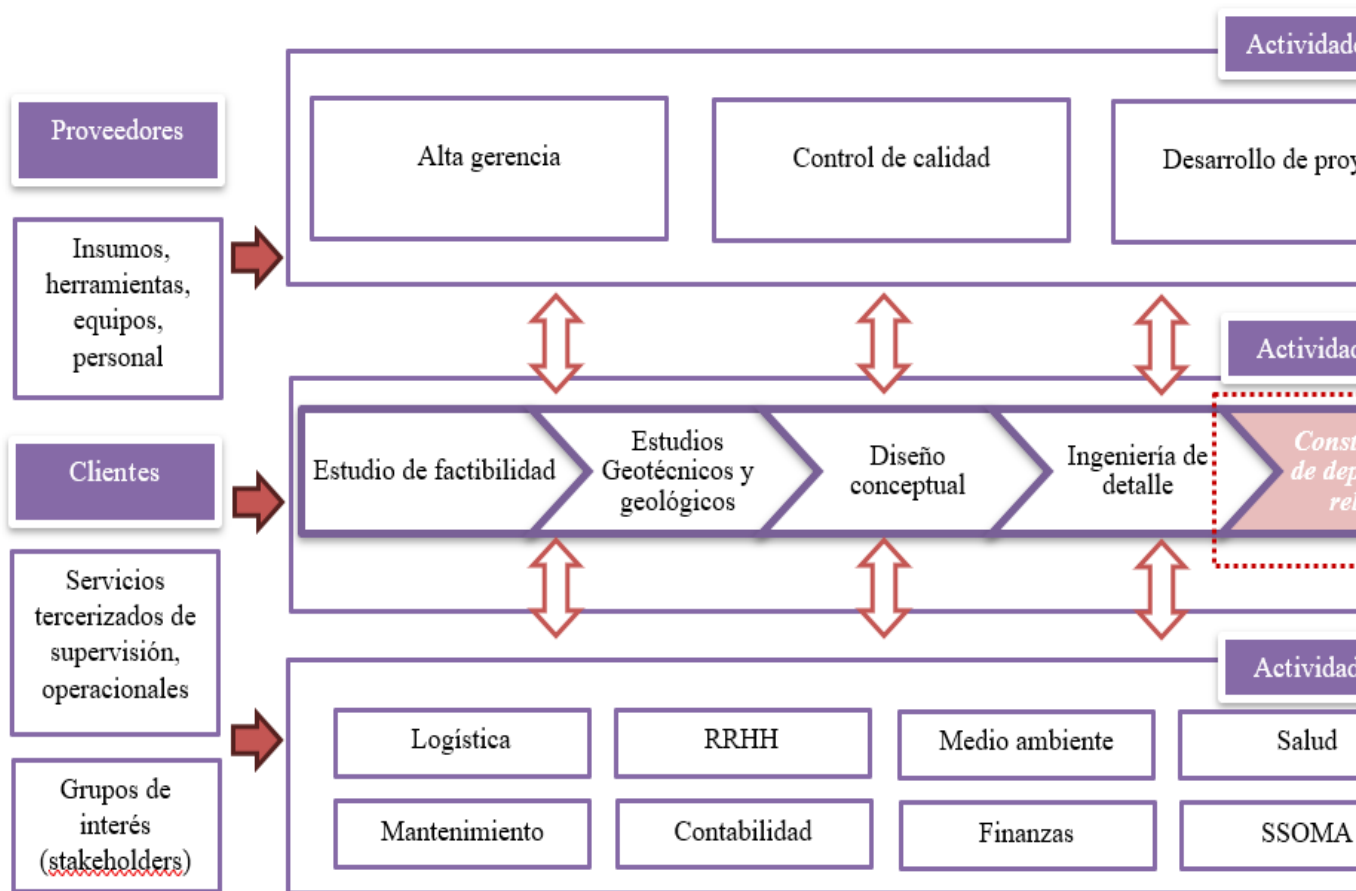 Actividade
Proveedores
Alta gerencia
Control de calidad
Desarrollo de proy
Insumos,
herramientas,
equipos,
personal
Actividad
Clientes
Estudio de factibilidad
Estudios
Geotécnicos y
geológicos
Diseño
conceptual
Ingeniería de
detalle
Const
de dep
rel
Servicios
tercerizados de
supervisión,
operacionales
Actividad
Logística
RRHH
Medio ambiente
Salud
Grupos de
interés
(stakeholders)
Mantenimiento
Contabilidad
Finanzas
SSOMA